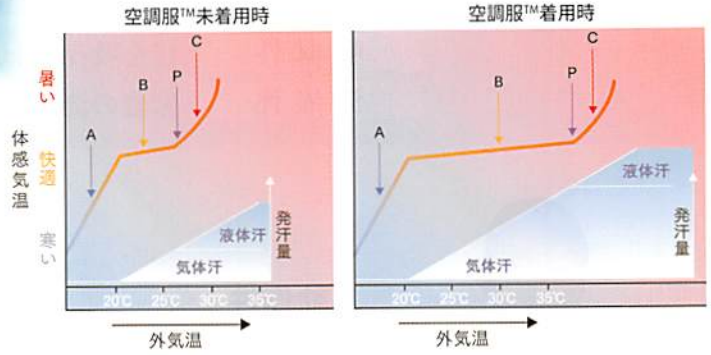 空調服™未着用時
暑い
快適
寒い
体感気温
A
B
P
C
液体汗
気体汗
発汗量
20℃ 25℃ 30℃ 35℃
外気温
空調服™着用時
A
B
P
C
液体汗
気体汗
発汗量
20℃ 25℃ 30℃ 35℃
外気温